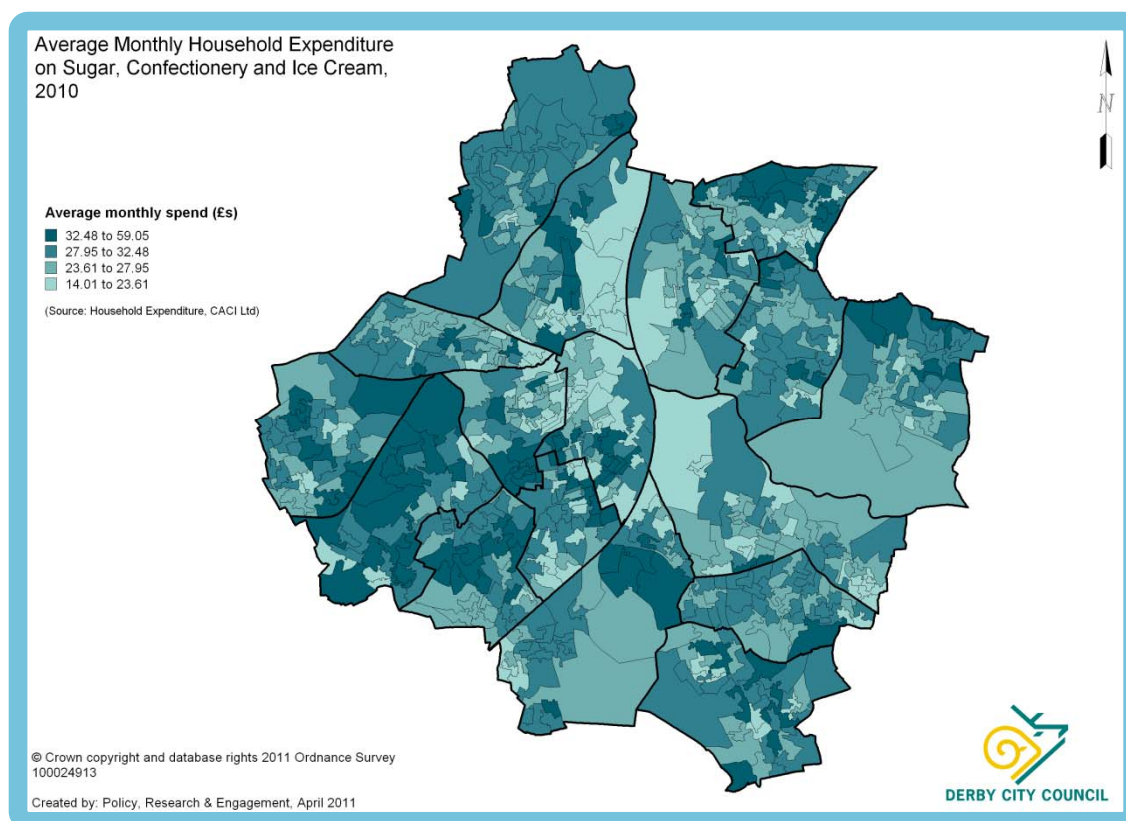 Average Monthly Household Expenditure
on Sugar, Confectionery and Ice Cream,
2010
N
Average monthly spend (£s)
32.48 to 59.05
27.95 to 32.48
23.61 to 27.95
14.01 to 23.61
(Source: Household Expenditure, CACI Ltd)
© Crown copyright and database rights 2011 Ordnance Survey
100024913
Created by: Policy, Research & Engagement, April 2011
DERBY CITY COUNCIL